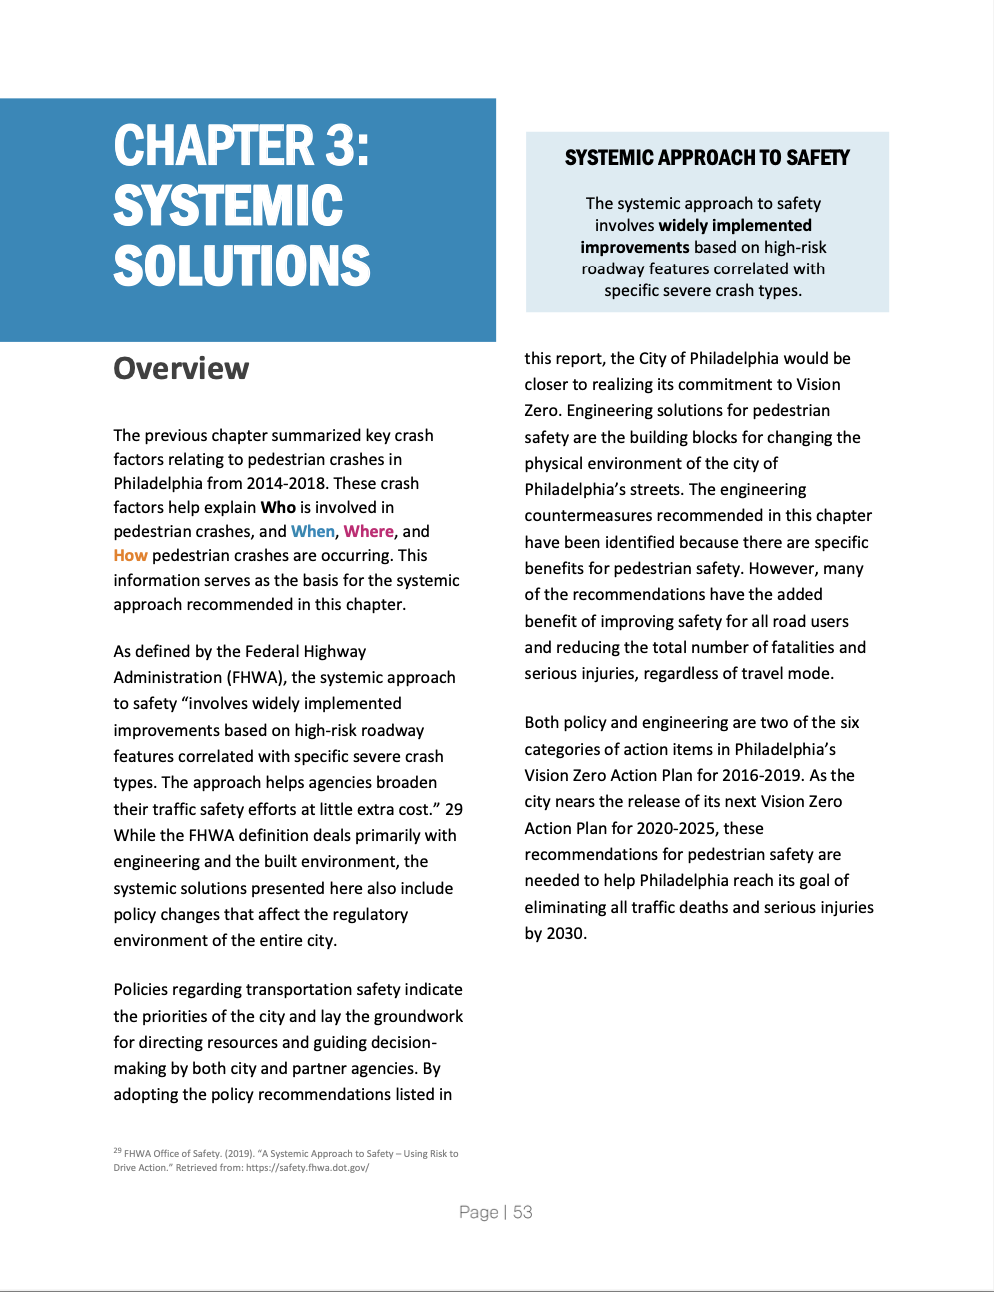 CHAPTER 3:
SYSTEMIC
SOLUTIONS
SYSTEMIC APPROACH TO SAFETY
The systemic approach to safety
involves widely implemented
improvements based on high-risk
roadway features correlated with
specific severe crash types.
Overview
The previous chapter summarized key crash
factors relating to pedestrian crashes in
Philadelphia from 2014-2018. These crash
factors help explain Who is involved in
pedestrian crashes, and When, Where, and
How pedestrian crashes are occurring. This
information serves as the basis for the systemic
approach recommended in this chapter.
As defined by the Federal Highway
Administration (FHWA), the systemic approach
to safety “involves widely implemented
improvements based on high-risk roadway
features correlated with specific severe crash
types. The approach helps agencies broaden
their traffic safety efforts at little extra cost.” 29
While the FHWA definition deals primarily with
engineering and the built environment, the
systemic solutions presented here also include
policy changes that affect the regulatory
environment of the entire city.
Policies regarding transportation safety indicate
the priorities of the city and lay the groundwork
for directing resources and guiding decision-
making by both city and partner agencies. By
adopting the policy recommendations listed in
this report, the City of Philadelphia would be
closer to realizing its commitment to Vision
Zero. Engineering solutions for pedestrian
safety are the building blocks for changing the
physical environment of the city of
Philadelphia’s streets. The engineering
countermeasures recommended in this chapter
have been identified because there are specific
benefits for pedestrian safety. However, many
of the recommendations have the added
benefit of improving safety for all road users
and reducing the total number of fatalities and
serious injuries, regardless of travel mode.
Both policy and engineering are two of the six
categories of action items in Philadelphia’s
Vision Zero Action Plan for 2016-2019. As the
city nears the release of its next Vision Zero
Action Plan for 2020-2025, these
recommendations for pedestrian safety are
needed to help Philadelphia reach its goal of
eliminating all traffic deaths and serious injuries
by 2030.
29 FHWA Office of Safety. (2019). “A Systemic Approach to Safety – Using Risk to
Drive Action.” Retrieved from: https://safety.fhwa.dot.gov/
Page | 53